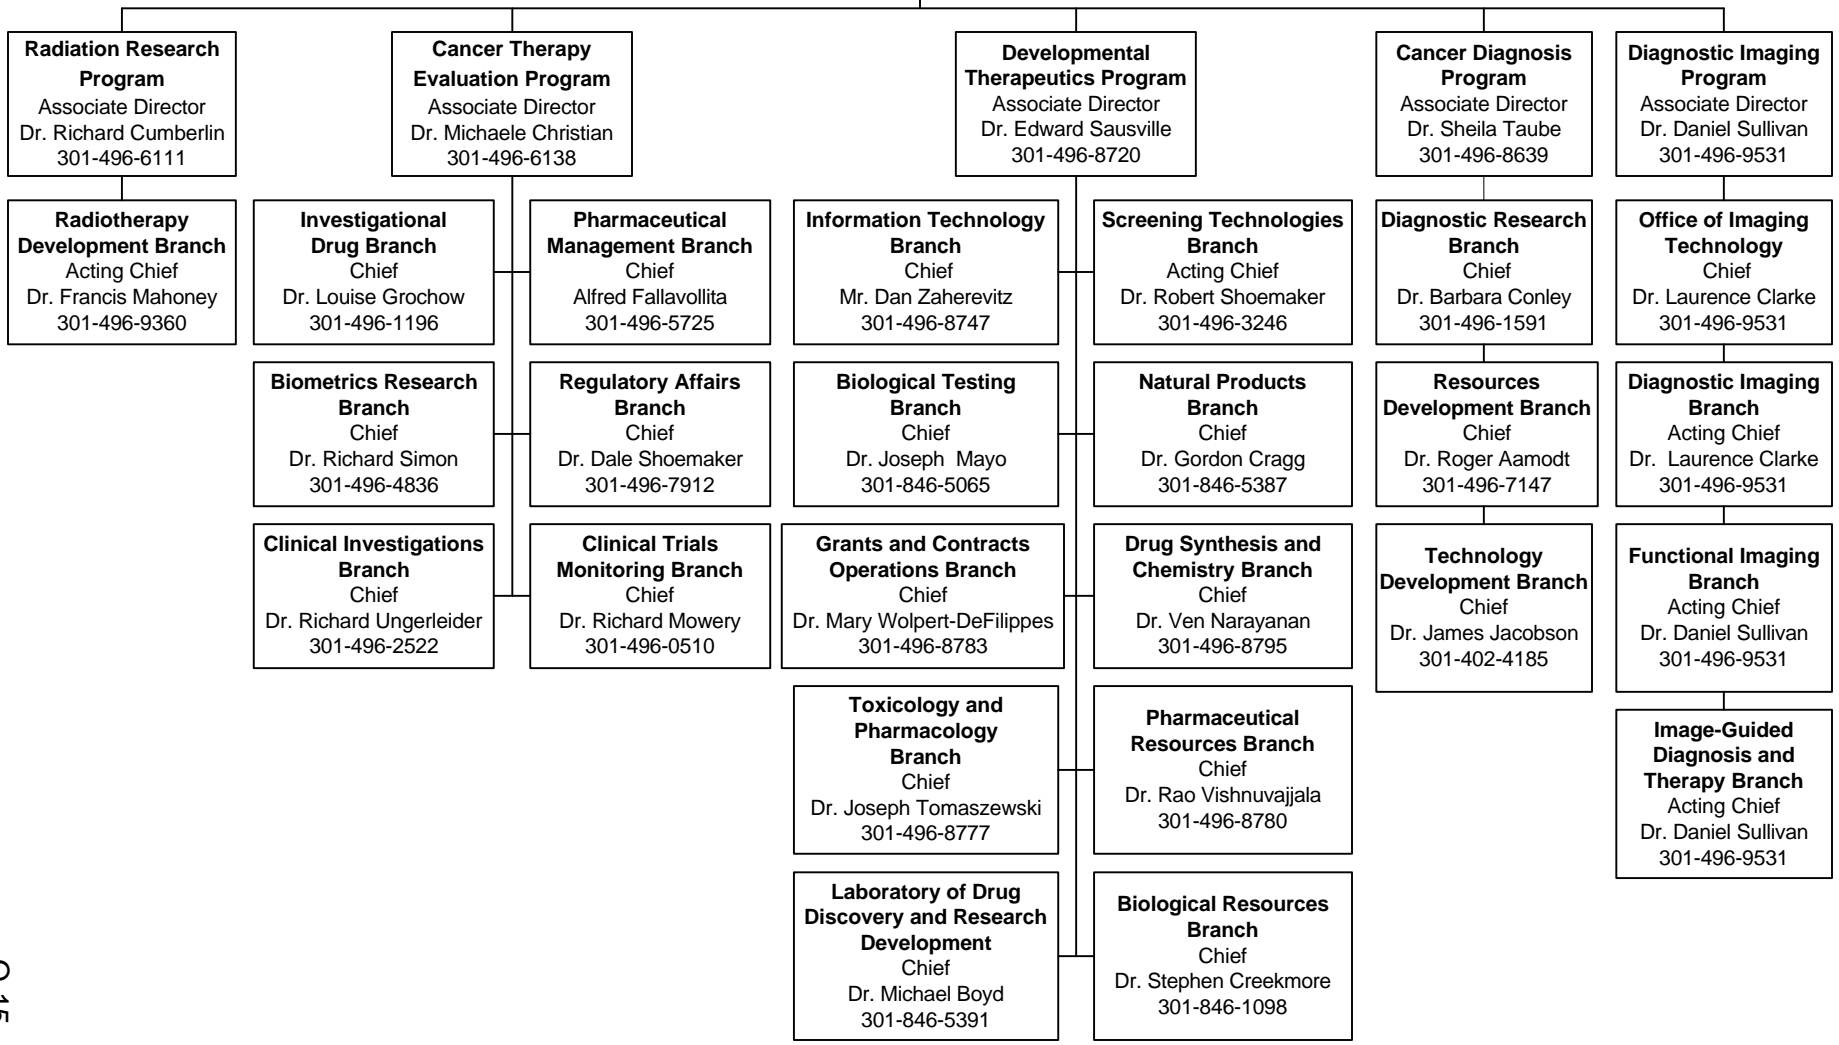 Radiation Research
Program
Associate Director
Dr. Richard Cumberlin
301-496-6111
Cancer Therapy
Evaluation Program
Associate Director
Dr. Michaele Christian
301-496-6138
Developmental
Therapeutics Program
Associate Director
Dr. Edward Sausville
301-496-8720
Cancer Diagnosis
Program
Associate Director
Dr. Sheila Taube
301-496-8639
Diagnostic Imaging
Program
Associate Director
Dr. Daniel Sullivan
301-496-9531
Radiotherapy
Development Branch
Acting Chief
Dr. Francis Mahoney
301-496-9360
Investigational
Drug Branch
Chief
Dr. Louise Grochow
301-496-1196
Pharmaceutical
Management Branch
Chief
Alfred Fallavollita
301-496-5725
Information Technology
Branch
Chief
Mr. Dan Zaherevitz
301-496-8747
Screening Technologies
Branch
Acting Chief
Dr. Robert Shoemaker
301-496-3246
Diagnostic Research
Branch
Chief
Dr. Barbara Conley
301-496-1591
Office of Imaging
Technology
Chief
Dr. Laurence Clarke
301-496-9531
Biometrics Research
Branch
Chief
Dr. Richard Simon
301-496-4836
Regulatory Affairs
Branch
Chief
Dr. Dale Shoemaker
301-496-7912
Biological Testing
Branch
Chief
Dr. Joseph  Mayo
301-846-5065
Natural Products
Branch
Chief
Dr. Gordon Cragg
301-846-5387
Resources
Development Branch
Chief
Dr. Roger Aamodt
301-496-7147
Diagnostic Imaging
Branch
Acting Chief
Dr.  Laurence Clarke
301-496-9531
Clinical Investigations
Branch
Chief
Dr. Richard Ungerleider
301-496-2522
Clinical Trials
Monitoring Branch
Chief
Dr. Richard Mowery
301-496-0510
Grants and Contracts
Operations Branch
Chief
Dr. Mary Wolpert-DeFilippes
301-496-8783
Drug Synthesis and
Chemistry Branch
Chief
Dr. Ven Narayanan
301-496-8795
Technology
Development Branch
Chief
Dr. James Jacobson
301-402-4185
Functional Imaging
Branch
Acting Chief
Dr. Daniel Sullivan
301-496-9531
Toxicology and
Pharmacology
Branch
Chief
Dr. Joseph Tomaszewski
301-496-8777
Pharmaceutical
Resources Branch
Chief
Dr. Rao Vishnuvajjala
301-496-8780
Image-Guided
Diagnosis and
Therapy Branch
Acting Chief
Dr. Daniel Sullivan
301-496-9531
Laboratory of Drug
Discovery and Research
Development
Chief
Dr. Michael Boyd
301-846-5391
Biological Resources
Branch
Chief
Dr. Stephen Creekmore
301-846-1098